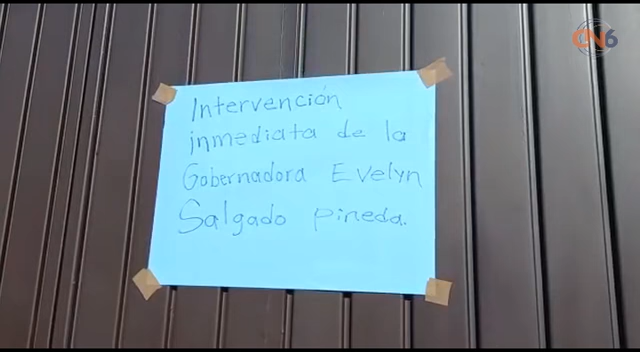 CN6
Intervención
inmediata de la
Gobernadora Evelyn
Salgado Pineda.